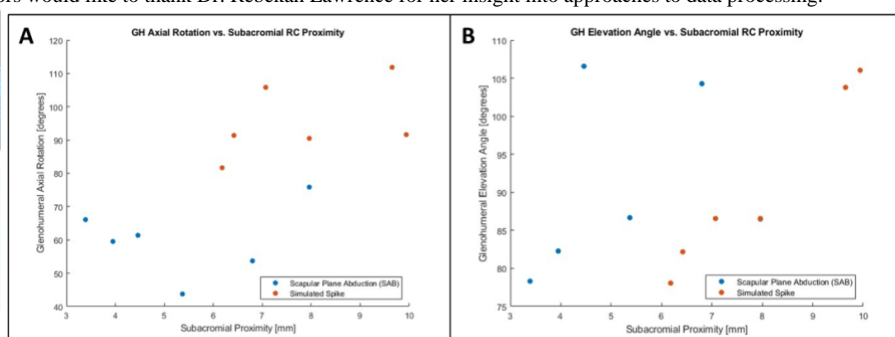 ors would like to thank Dr. Rebekah Lawrence for her insight into approaches to data processing.
A
GH Axial Rotation vs. Subacromial RC Proximity
120
110
100
90
80
70
60
50
40
Glenohumeral Axial Rotation [degrees]
3 4 5 6 7 8 9 10
Subacromial Proximity [mm]
Scapular Plane Abduction (SAB)
Simulated Spike
B
GH Elevation Angle vs. Subacromial RC Proximity
110
105
100
95
90
85
80
75
Glenohumeral Elevation Angle [degrees]
3 4 5 6 7 8 9 10
Subacromial Proximity [mm]
Scapular Plane Abduction (SAB)
Simulated Spike